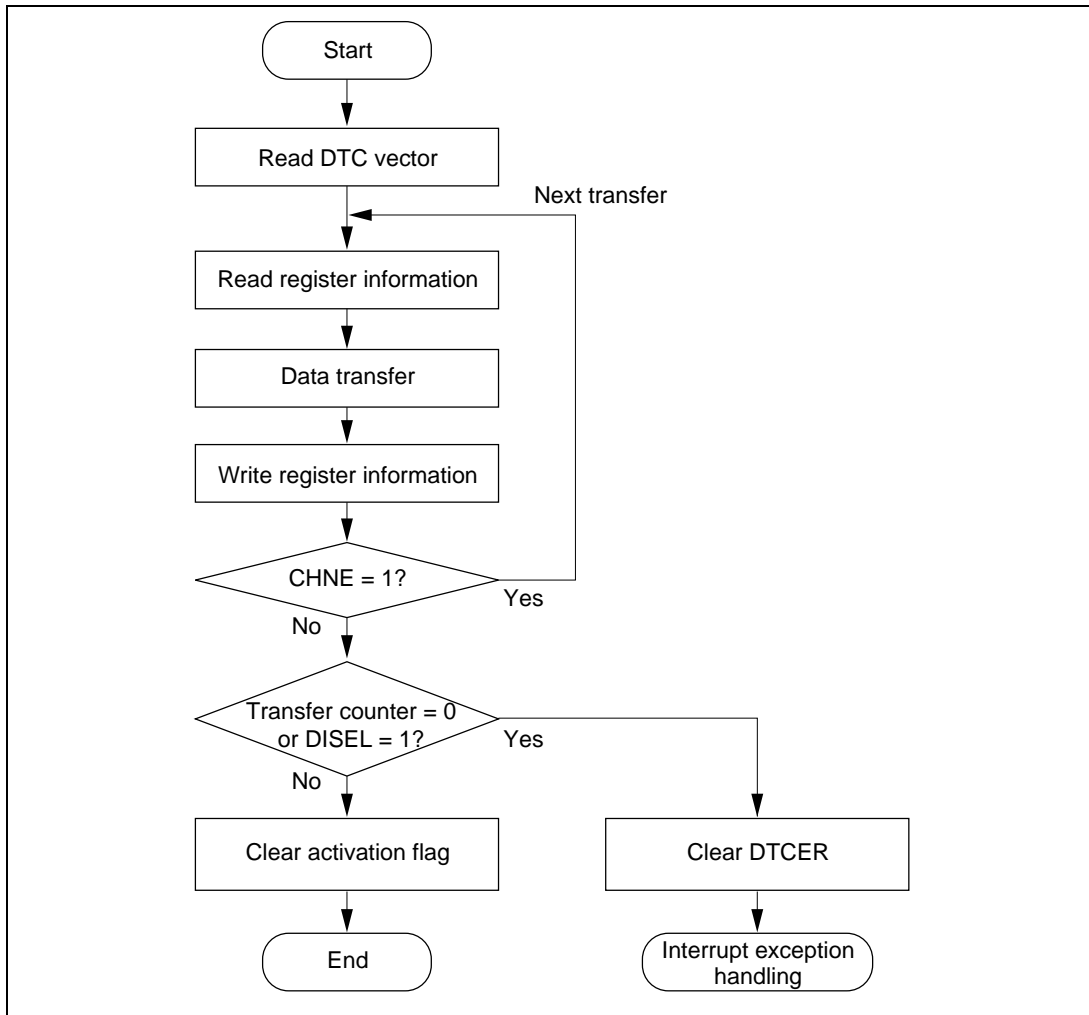 Start
Read DTC vector
Next transfer
Read register information
Data transfer
Write register information
CHNE = 1?
Yes
No
Transfer counter = 0
or DISEL = 1?
Yes
No
Clear activation flag
Clear DTCER
End
Interrupt exception
handling